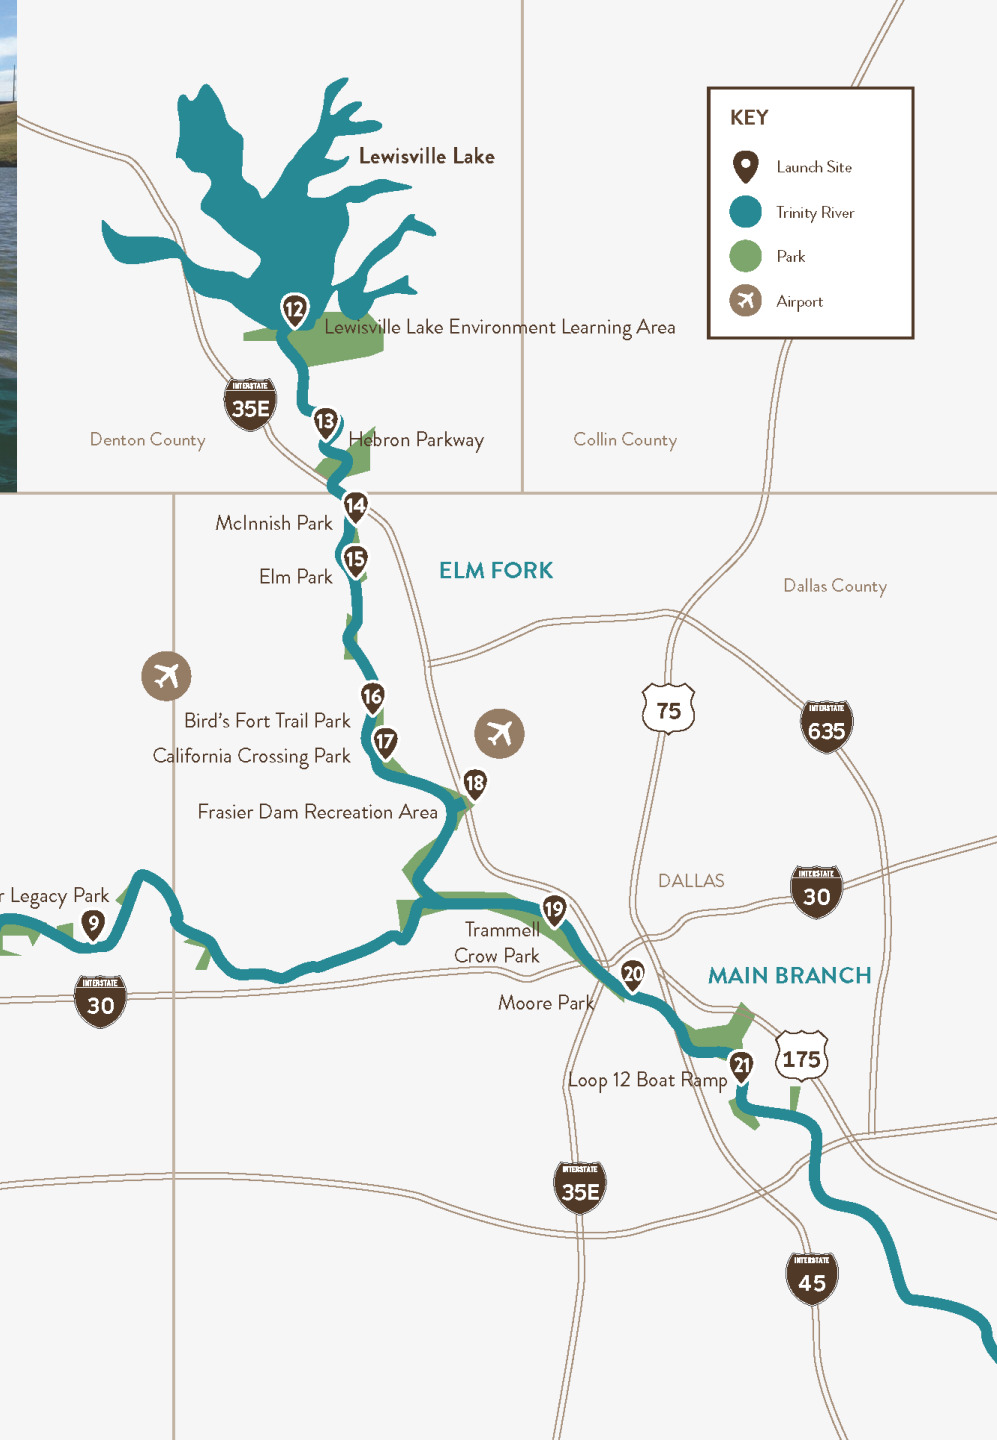 KEY
Launch Site
Trinity River
Park
Airport
Lewisville Lake
12
Lewisville Lake Environment Learning Area
INTERSTATE
35E
13
Hebron Parkway
Denton County
Collin County
14
McInnish Park
15
Elm Park
ELM FORK
Dallas County
16
Bird's Fort Trail Park
75
INTERSTATE
635
17
California Crossing Park
18
Frasier Dam Recreation Area
r Legacy Park
9
DALLAS
INTERSTATE
30
19
Trammell
Crow Park
INTERSTATE
30
20
Moore Park
MAIN BRANCH
175
21
Loop 12 Boat Ramp
INTERSTATE
35E
INTERSTATE
45